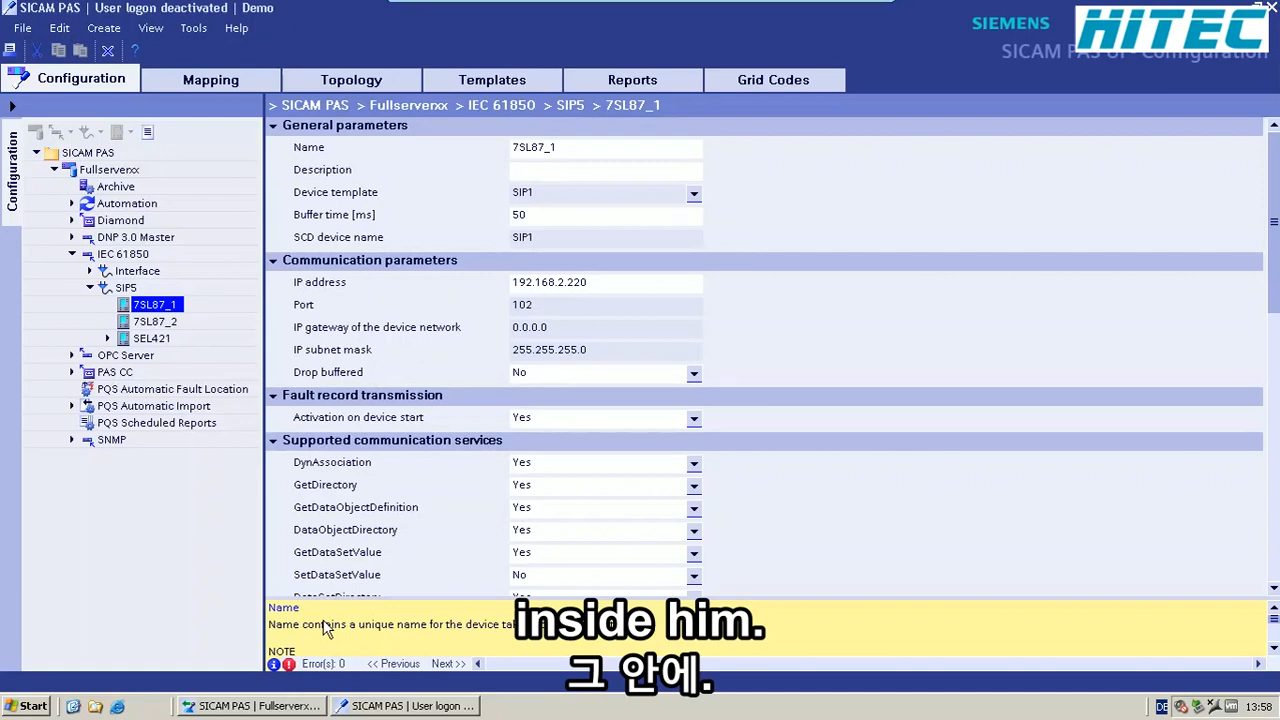 SICAM PAS | User logon deactivated | Demo
File Edit Create View Tools Help
SIEMENS
HITEC
Configuration Mapping Topology Templates Reports Grid Codes
> SICAM PAS > Fullserverxx > IEC 61850 > SIP5 > 7SL87_1
Configuration
SICAM PAS
Fullserverxx
Archive
Automation
Diamond
DNP 3.0 Master
IEC 61850
Interface
SIP5
7SL87_1
7SL87_2
SEL421
OPC Server
PAS CC
PQS Automatic Fault Location
PQS Automatic Import
PQS Scheduled Reports
SNMP
General parameters
Name 7SL87_1
Description
Device template SIP1
Buffer time [ms] 50
SCD device name SIP1
Communication parameters
IP address 192.168.2.220
Port 102
IP gateway of the device network 0.0.0.0
IP subnet mask 255.255.255.0
Drop buffered No
Fault record transmission
Activation on device start Yes
Supported communication services
DynAssociation Yes
GetDirectory Yes
GetDataObjectDefinition Yes
DataObjectDirectory Yes
GetDataSetValue Yes
SetDataSetValue No
Name
Name contains a unique name for the device
NOTE
inside him.
그 안에.
Error(s): 0 << Previous Next >>
Start SICAM PAS | Fullserverxx... SICAM PAS | User logon ... DE 13:58